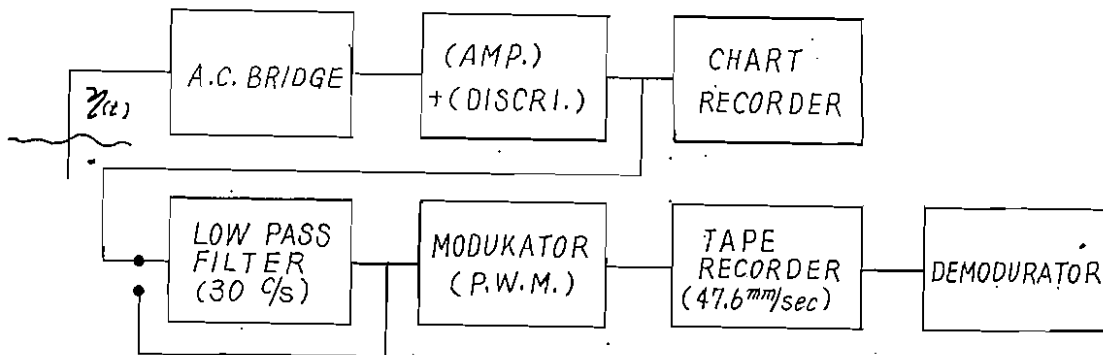 η(t)
A.C. BRIDGE
(AMP.)
+(DISCRI.)
CHART
RECORDER
LOW PASS
FILTER
(30 C/s)
MODUKATOR
(P.W.M.)
TAPE
RECORDER
(47.6mm/sec)
DEMODURATOR